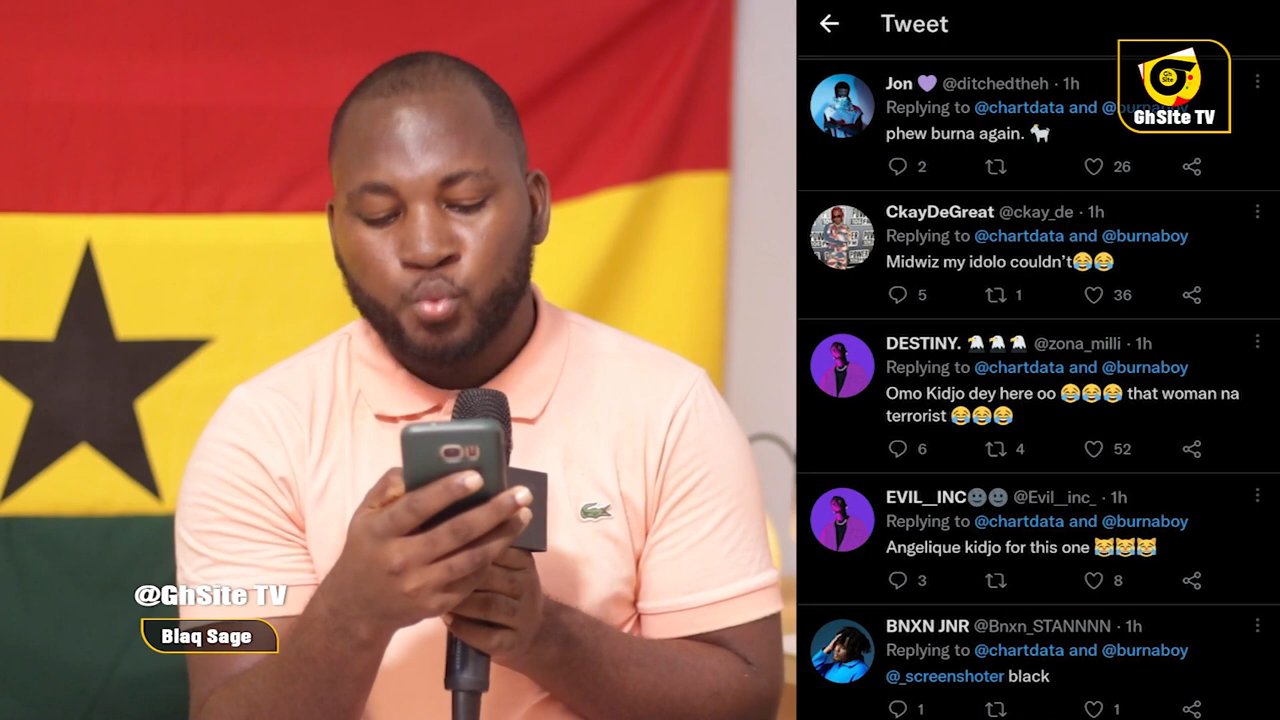 @GhSite TV
Blaq Sage
Tweet
Gh
Site
GhSite TV
Jon 💜 @ditchedtheh · 1h
Replying to @chartdata and @burnaboy
phew burna again. 🐐
2 26
CkayDeGreat @ckay_de · 1h
Replying to @chartdata and @burnaboy
Midwiz my idolo couldn't😂😂
5 1 36
DESTINY. 🦅🦅🦅 @zona_milli · 1h
Replying to @chartdata and @burnaboy
Omo Kidjo dey here oo 😂😂😂 that woman na
terrorist 😂😂😂
6 4 52
EVIL__INC🌚🌚 @Evil__inc_ · 1h
Replying to @chartdata and @burnaboy
Angelique kidjo for this one 😹😹😹
3 8
BNXN JNR @Bnxn_STANNNN · 1h
Replying to @chartdata and @burnaboy
@_screenshoter black
1 1